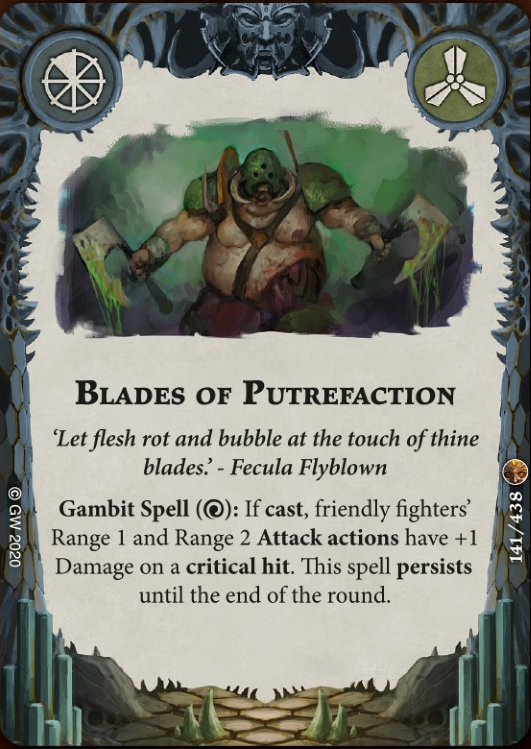 BLADES OF PUTREFACTION
‘Let flesh rot and bubble at the touch of thine
blades.’ - Fecula Flyblown
Gambit Spell (): If cast, friendly fighters’
Range 1 and Range 2 Attack actions have +1
Damage on a critical hit. This spell persists
until the end of the round.
© GW 2020
141/438